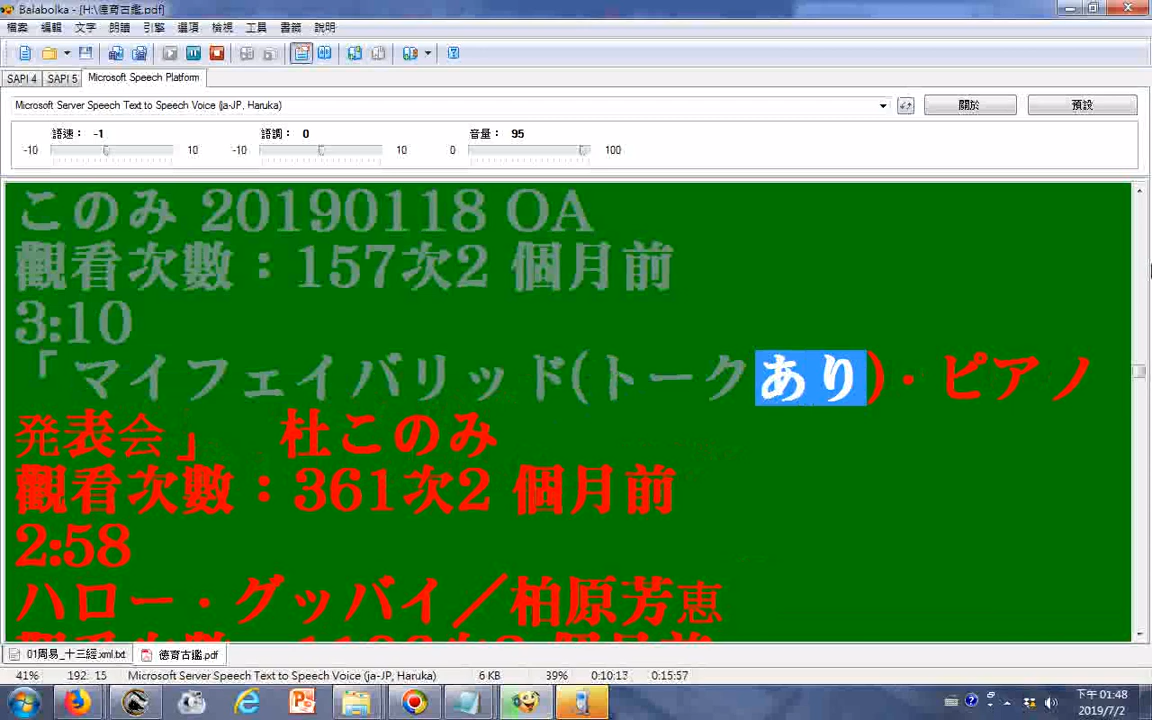 Balabolka - [H:\德育古鑑.pdf]
檔案 編輯 文字 朗讀 引擎 選項 檢視 工具 書籤 說明
SAPI 4 SAPI 5 Microsoft Speech Platform
Microsoft Server Speech Text to Speech Voice (ja-JP, Haruka) 關於 預設
語速： -1 語調： 0 音量： 95
-10 10 -10 10 0 100
このみ 20190118 OA
觀看次數：157次2 個月前
3:10
「マイフェイバリッド(トークあり)・ピアノ
発表会」　杜このみ
觀看次數：361次2 個月前
2:58
ハロー・グッバイ／柏原芳恵
01周易_十三經.xml.txt 德育古鑑.pdf
41% 192: 15 Microsoft Server Speech Text to Speech Voice (ja-JP, Haruka) 6 KB 39% 0:10:13 0:15:57
下午 01:48
2019/7/2